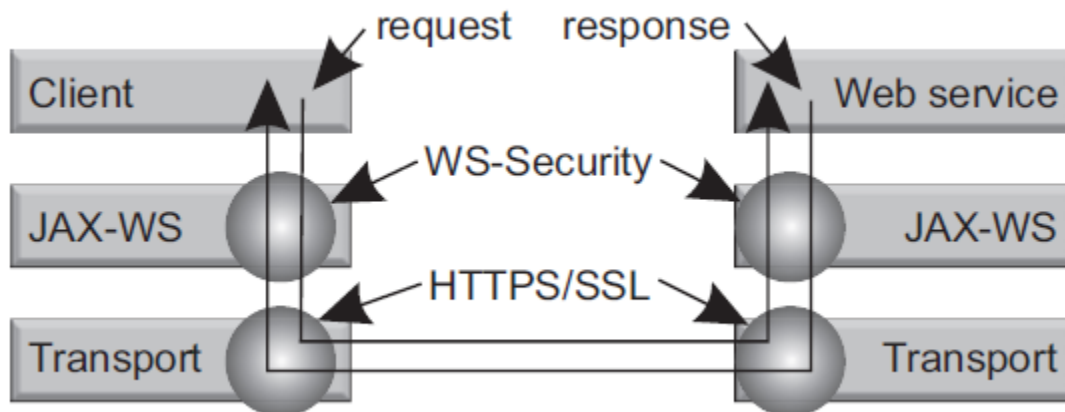 request response
Client Web service
WS-Security
JAX-WS JAX-WS
HTTPS/SSL
Transport Transport